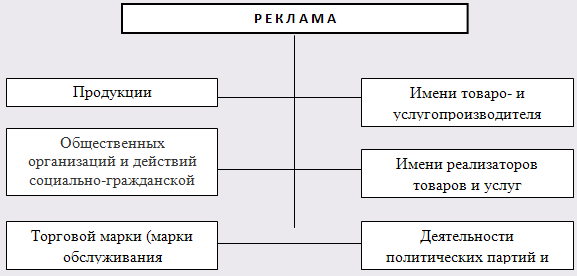 РЕКЛАМА
Продукции
Имени товаро- и
услугопроизводителя
Общественных
организаций и действий
социально-гражданской
Имени реализаторов
товаров и услуг
Торговой марки (марки
обслуживания
Деятельности
политических партий и